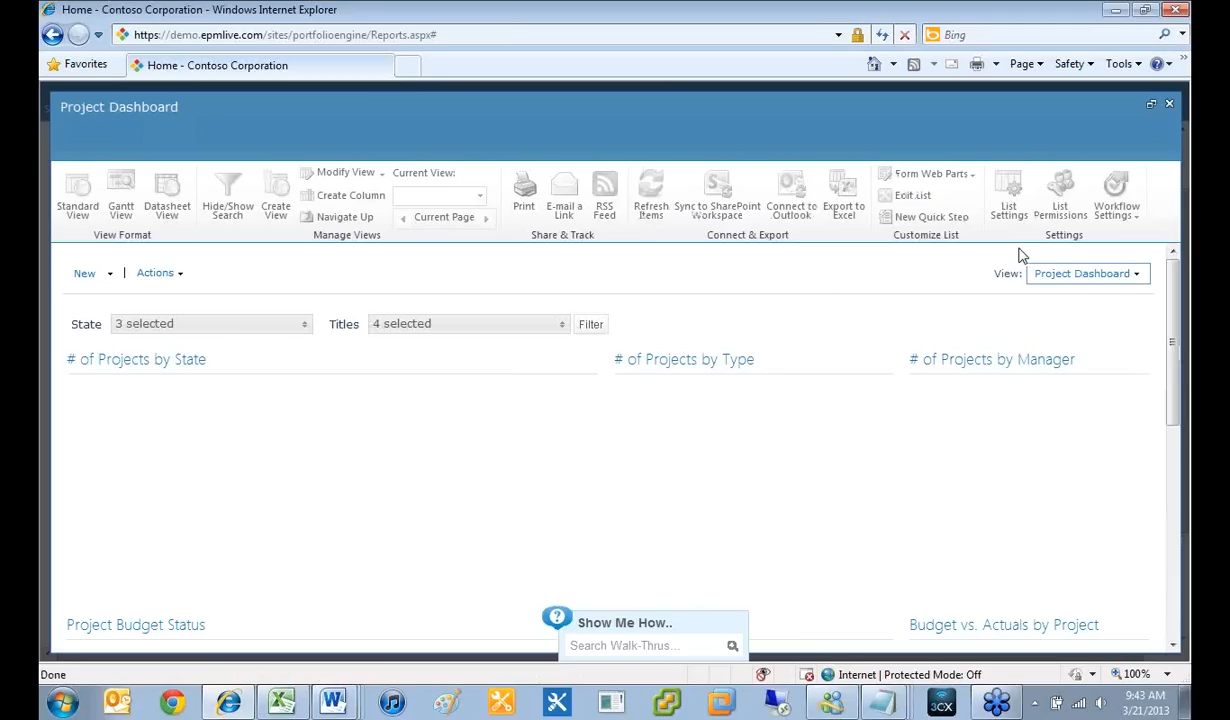 Home - Contoso Corporation - Windows Internet Explorer
https://demo.epmlive.com/sites/portfolioengine/Reports.aspx#
Bing
Favorites
Home - Contoso Corporation
Page
Safety
Tools
Project Dashboard
Standard View
Gantt View
Datasheet View
View Format
Hide/Show Search
Create View
Modify View
Create Column
Navigate Up
Current View:
Current Page
Manage Views
Print
E-mail a Link
RSS Feed
Share & Track
Refresh Items
Sync to SharePoint Workspace
Connect to Outlook
Export to Excel
Connect & Export
Form Web Parts
Edit List
New Quick Step
Customize List
List Settings
List Permissions
Workflow Settings
Settings
New | Actions
View: Project Dashboard
State 3 selected Titles 4 selected Filter
# of Projects by State
# of Projects by Type
# of Projects by Manager
Project Budget Status
Budget vs. Actuals by Project
Show Me How..
Search Walk-Thrus...
Done
Internet | Protected Mode: Off
100%
3CX
9:43 AM
3/21/2013